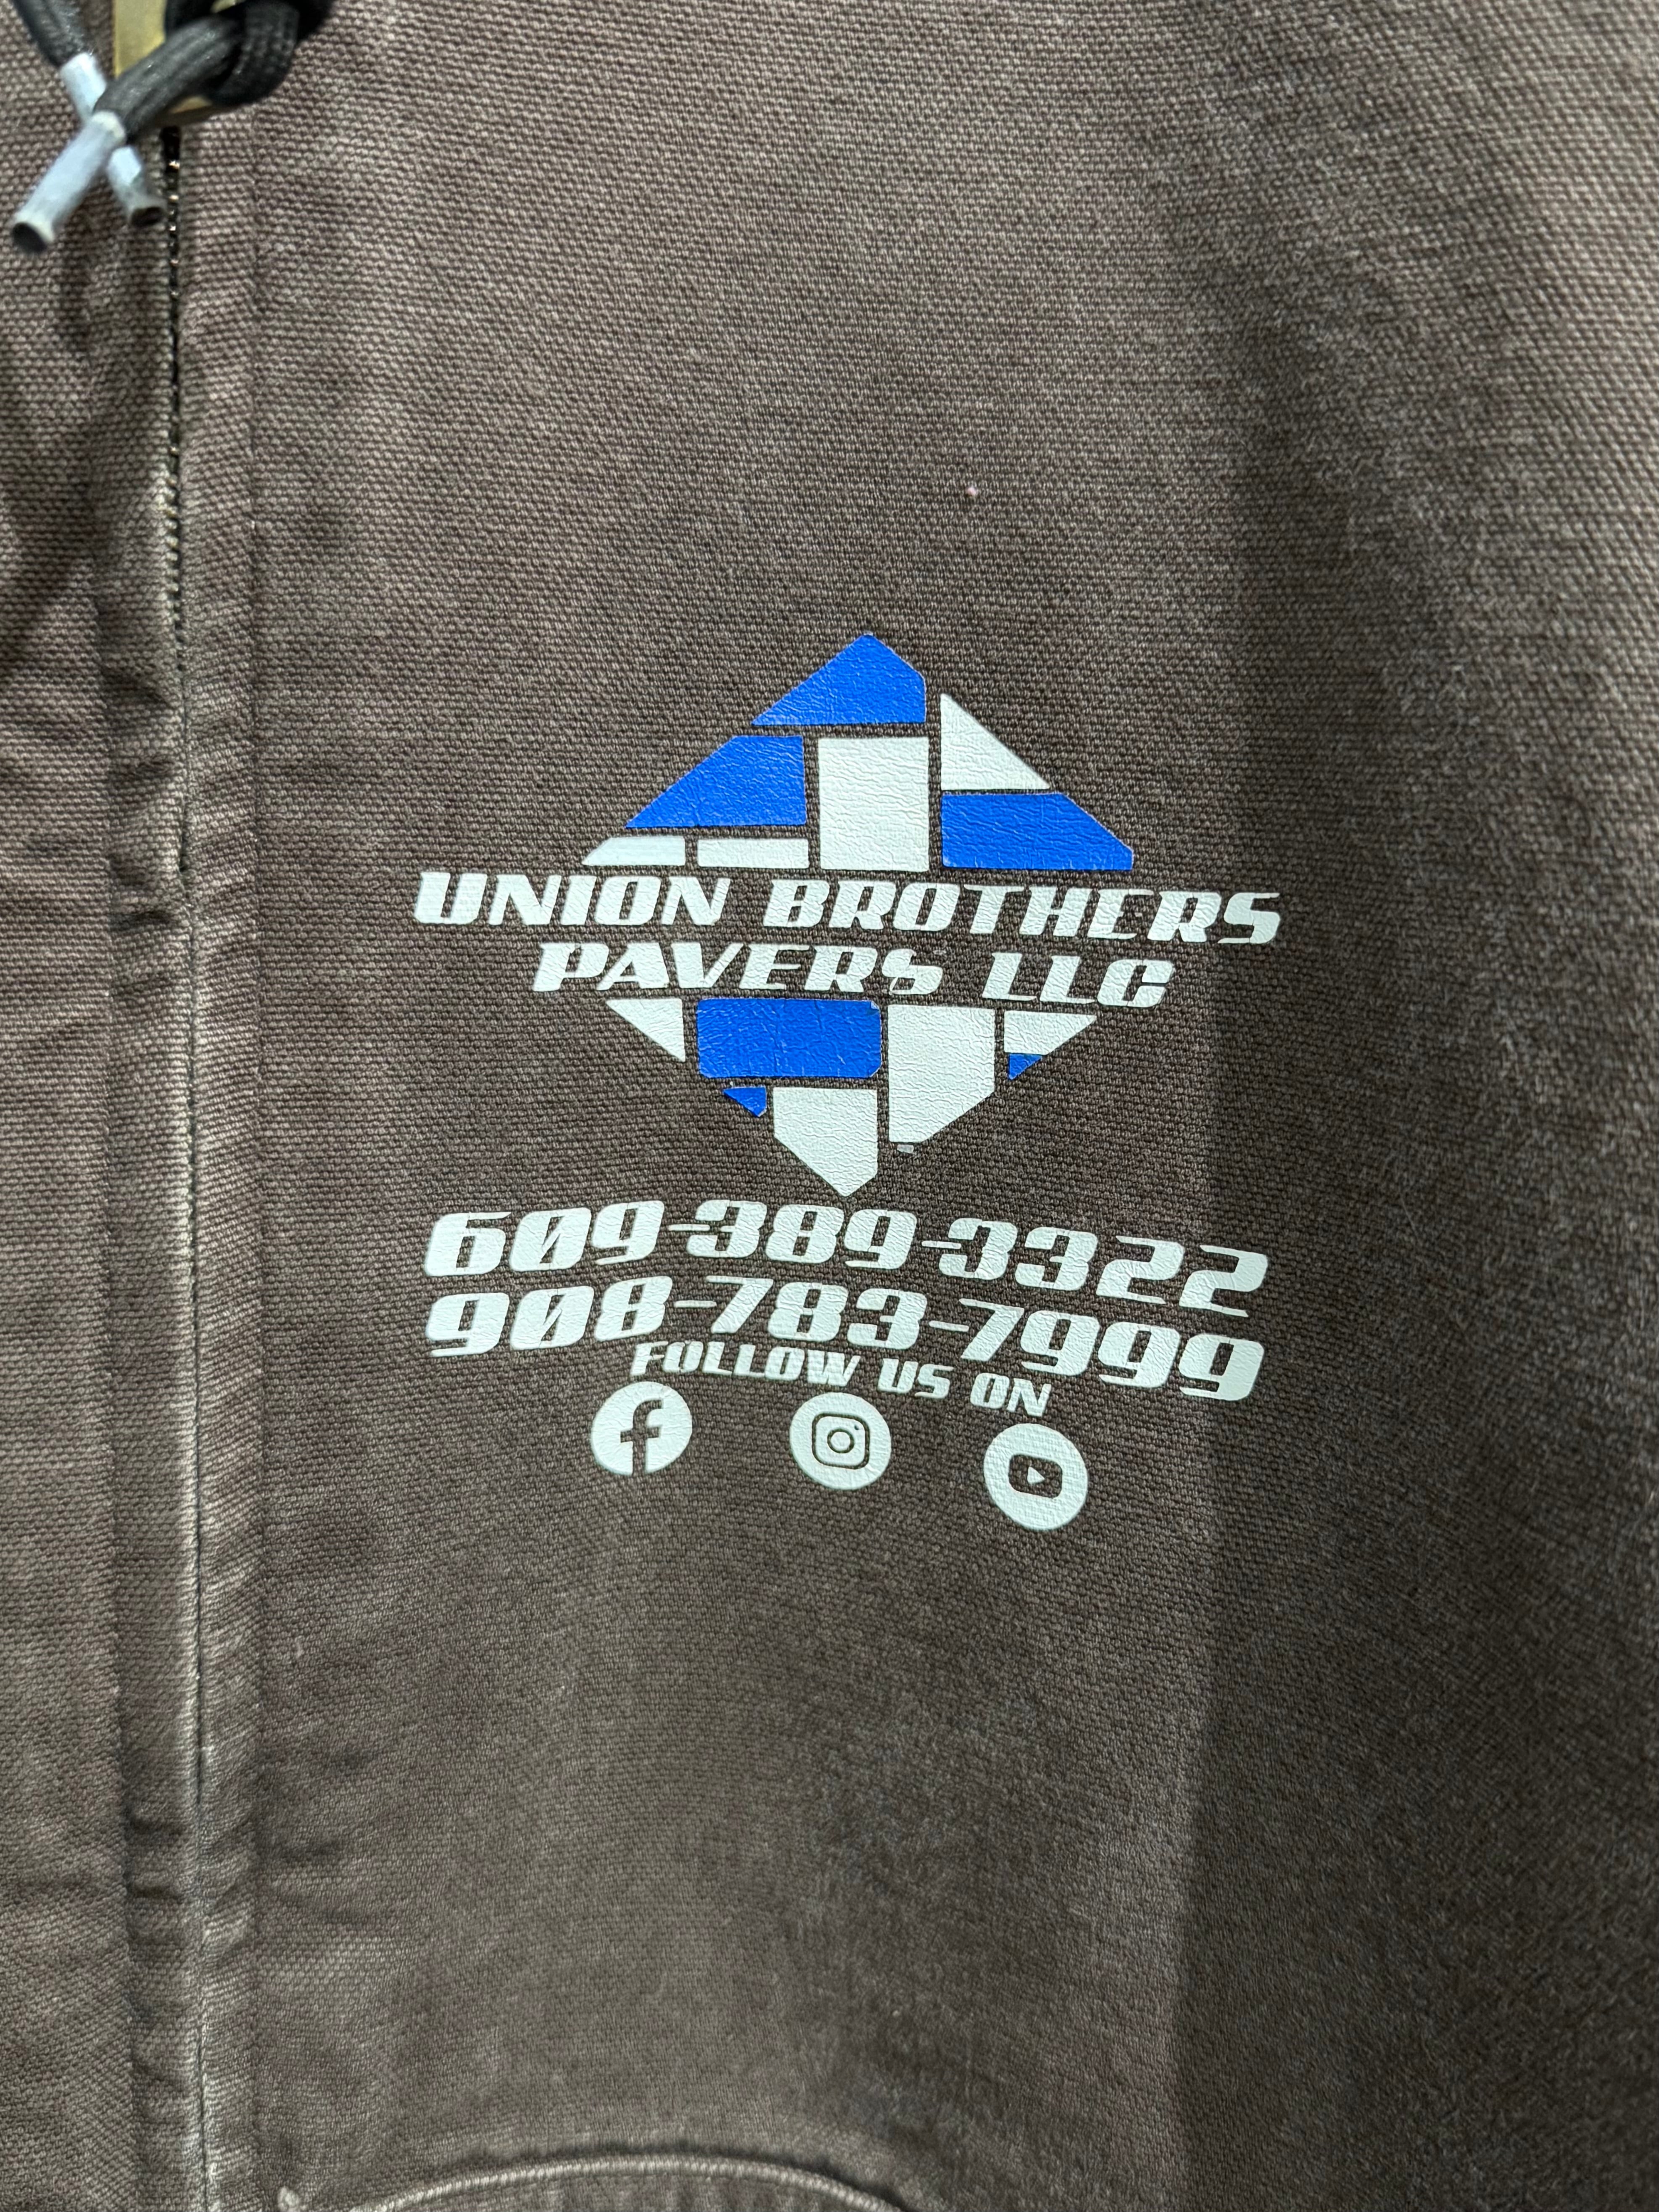 UNION BROTHERS
PAVERS LLC
609-389-3322
908-783-7999
FOLLOW US ON